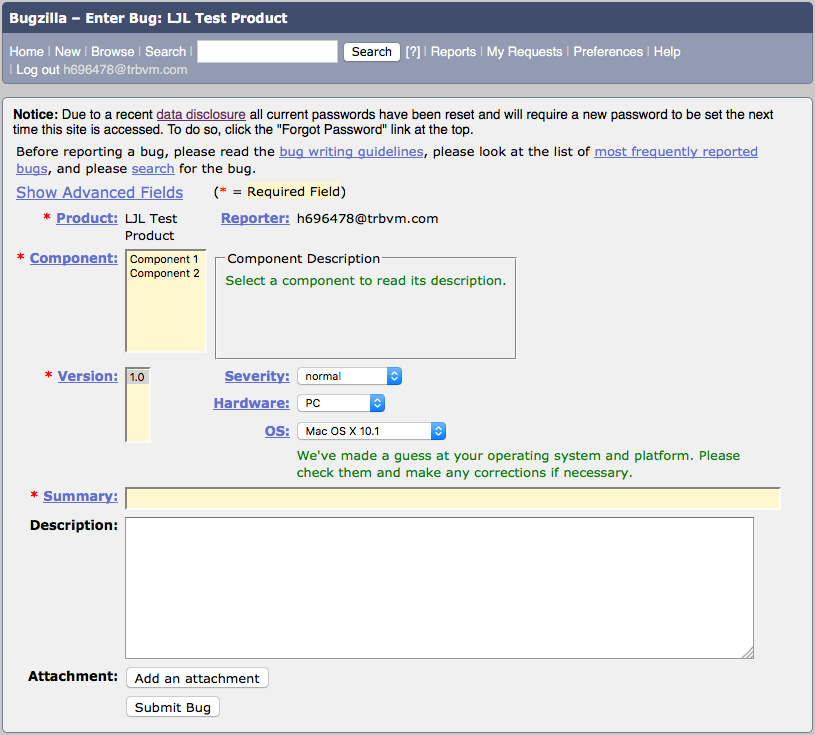 Bugzilla – Enter Bug: LJL Test Product
Home | New | Browse | Search | Search [?] | Reports | My Requests | Preferences | Help
| Log out h696478@trbvm.com
Notice: Due to a recent data disclosure all current passwords have been reset and will require a new password to be set the next
time this site is accessed. To do so, click the "Forgot Password" link at the top.
Before reporting a bug, please read the bug writing guidelines, please look at the list of most frequently reported
bugs, and please search for the bug.
Show Advanced Fields (* = Required Field)
* Product: LJL Test Reporter: h696478@trbvm.com
Product
* Component: Component 1 Component Description
Component 2
Select a component to read its description.
* Version: 1.0 Severity: normal
Hardware: PC
OS: Mac OS X 10.1
We've made a guess at your operating system and platform. Please
check them and make any corrections if necessary.
* Summary:
Description:
Attachment: Add an attachment
Submit Bug